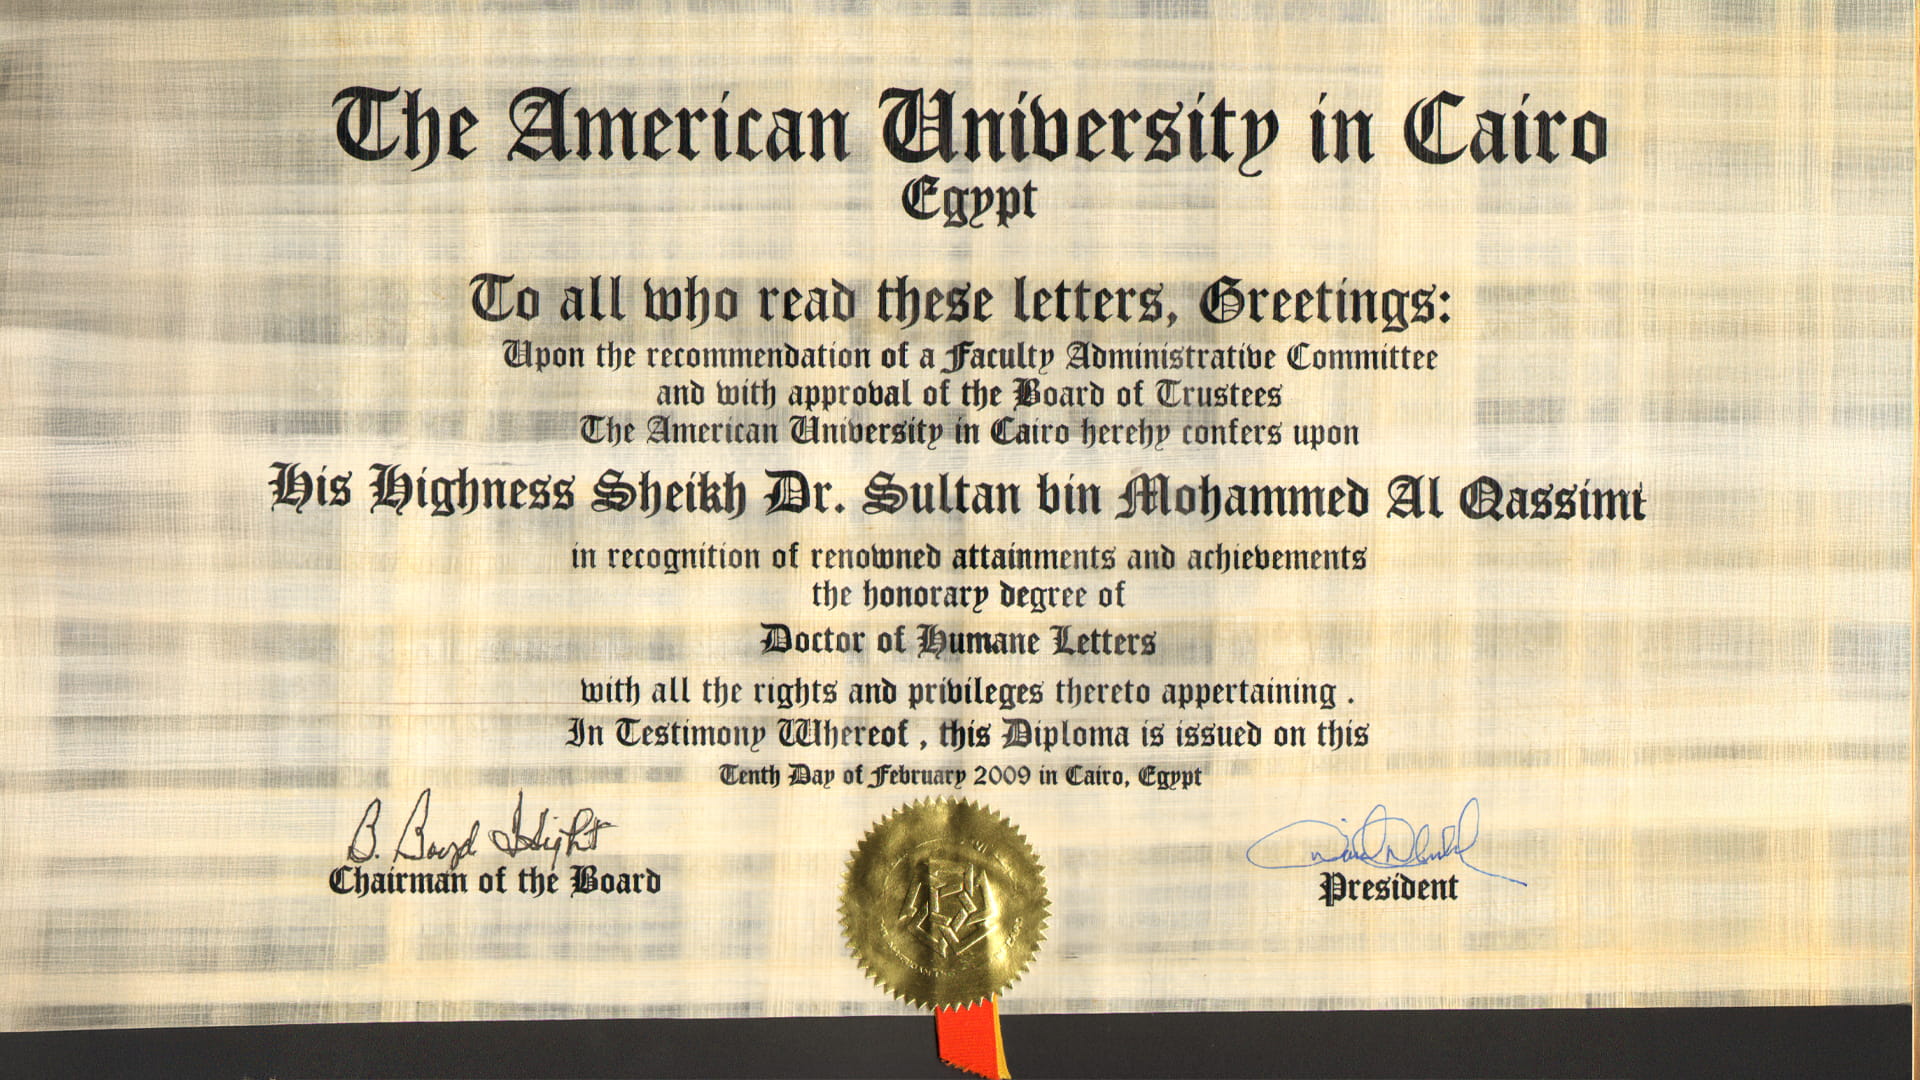 The American University in Cairo
Egypt
To all who read these letters, Greetings:
Upon the recommendation of a Faculty Administrative Committee
and with approval of the Board of Trustees
The American University in Cairo hereby confers upon
His Highness Sheikh Dr. Sultan bin Mohammed Al Qassimi
in recognition of renowned attainments and achievements
the honorary degree of
Doctor of Humane Letters
with all the rights and privileges thereto appertaining .
In Testimony Whereof , this Diploma is issued on this
Tenth Day of February 2009 in Cairo, Egypt
B. Boyd Hight
Chairman of the Board
President